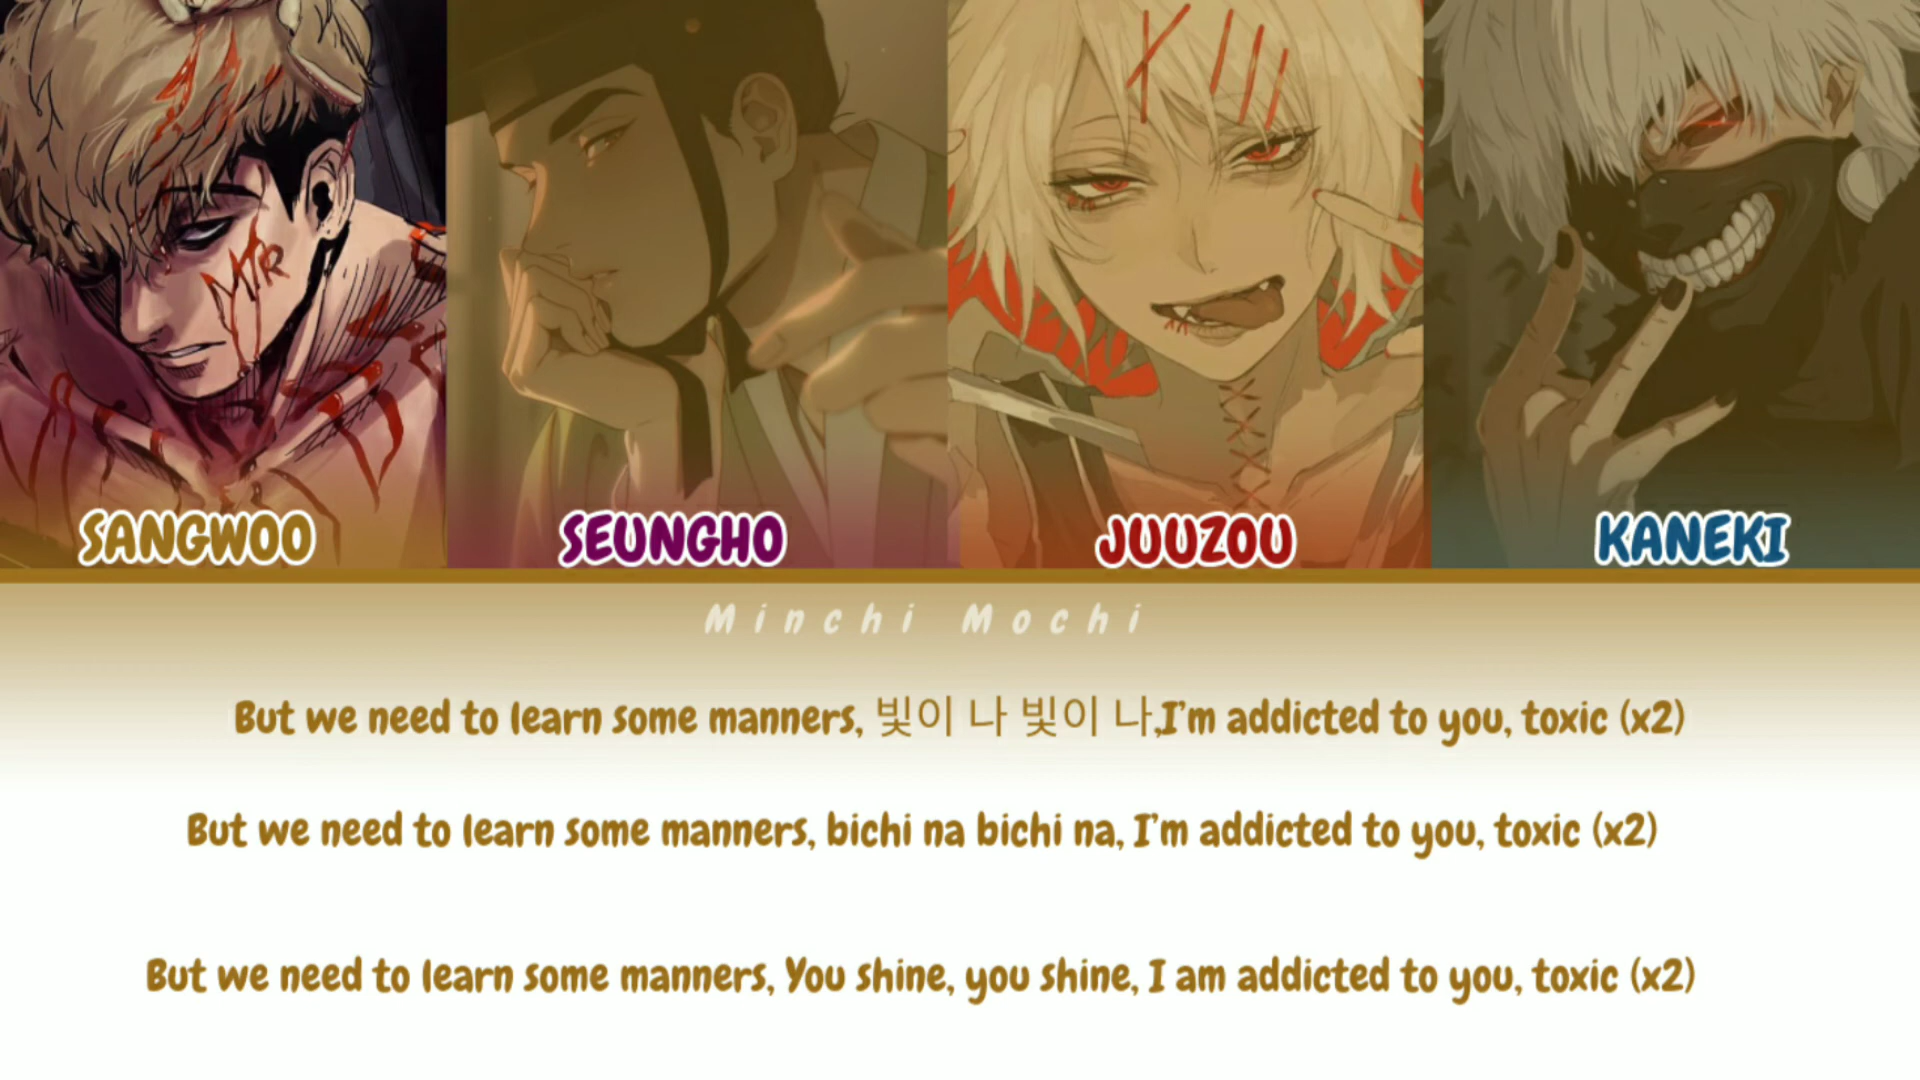 MTR
SANGWOO
SEUNGHO
JUUZOU
KANEKI
Minchi Mochi
But we need to learn some manners, 빛이 나 빛이 나,I'm addicted to you, toxic (x2)
But we need to learn some manners, bichi na bichi na, I'm addicted to you, toxic (x2)
But we need to learn some manners, You shine, you shine, I am addicted to you, toxic (x2)